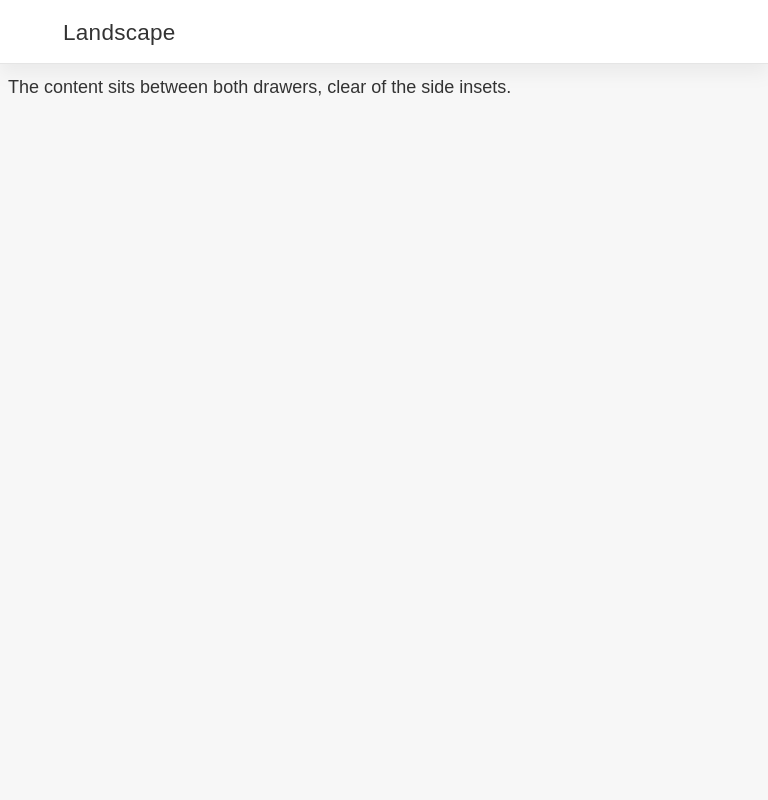 Landscape
The content sits between both drawers, clear of the side insets.